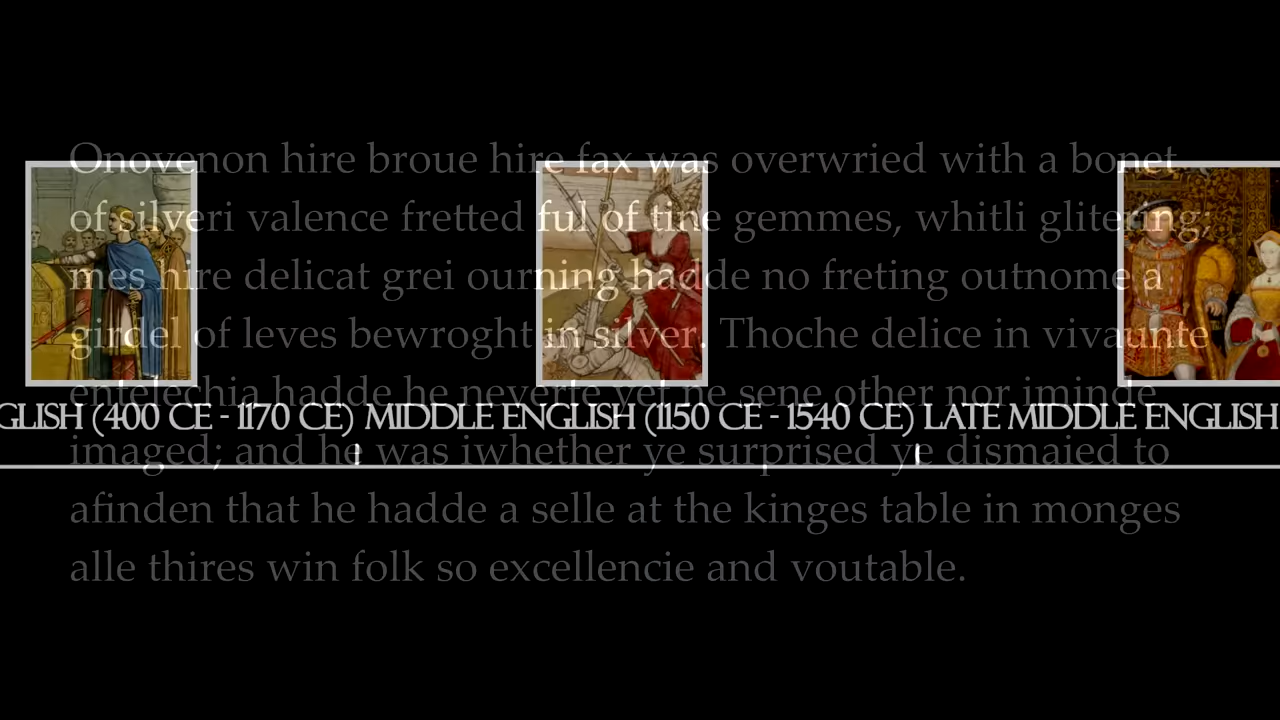 Onovenon hire broue hire fax was overwried with a bonet
of silveri valence fretted ful of tine gemmes, whitli glitering;
mes hire delicat grei ourning hadde no freting outnome a
girdel of leves bewroght in silver. Thoche delice in vivaunte
entelechia hadde he neverte yet ne sene other nor iminde
GLISH (400 CE - 1170 CE) MIDDLE ENGLISH (1150 CE - 1540 CE) LATE MIDDLE ENGLISH
imaged; and he was iwhether ye surprised ye dismaied to
afinden that he hadde a selle at the kinges table in monges
alle thires win folk so excellencie and voutable.